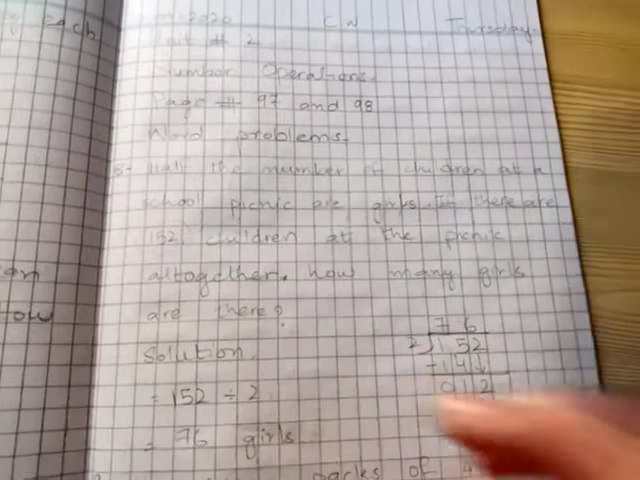 each
2020 C.W Thursday
Unit # 2
Number Operations.
Page # 97 and 98
Word problems.
Half the number of children at a
school picnic are girls. If there are
152 children at the picnic
altogether. how many girls
are there?
how
76
Solution.
2)152
-14↓
= 152 ÷ 2
012
= 76 girls
packs of 4